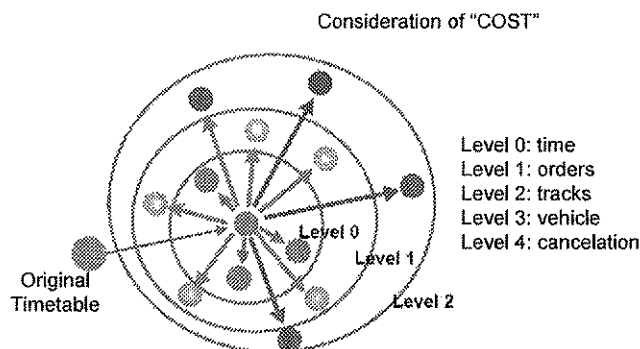 Consideration of “COST”
Level 0: time
Level 1: orders
Level 2: tracks
Level 3: vehicle
Level 4: cancelation
Level 0
Level 1
Level 2
Original
Timetable